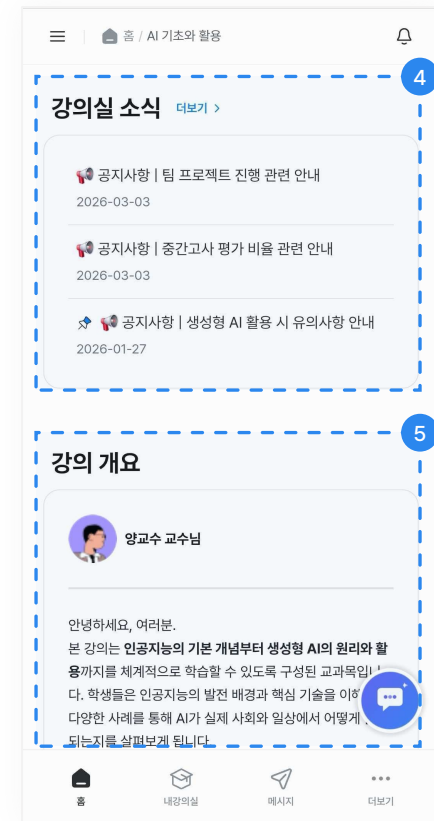 홈 / AI 기초와 활용
4
강의실 소식 더보기 >
공지사항 | 팀 프로젝트 진행 관련 안내
2026-03-03
공지사항 | 중간고사 평가 비율 관련 안내
2026-03-03
공지사항 | 생성형 AI 활용 시 유의사항 안내
2026-01-27
5
강의 개요
양교수 교수님
안녕하세요, 여러분.
본 강의는 인공지능의 기본 개념부터 생성형 AI의 원리와 활
용까지를 체계적으로 학습할 수 있도록 구성된 교과목입니
다. 학생들은 인공지능의 발전 배경과 핵심 기술을
다양한 사례를 통해 AI가 실제 사회와 일상에서 어떻게
되는지를 살펴보게 됩니다
홈
내강의실
메시지
더보기